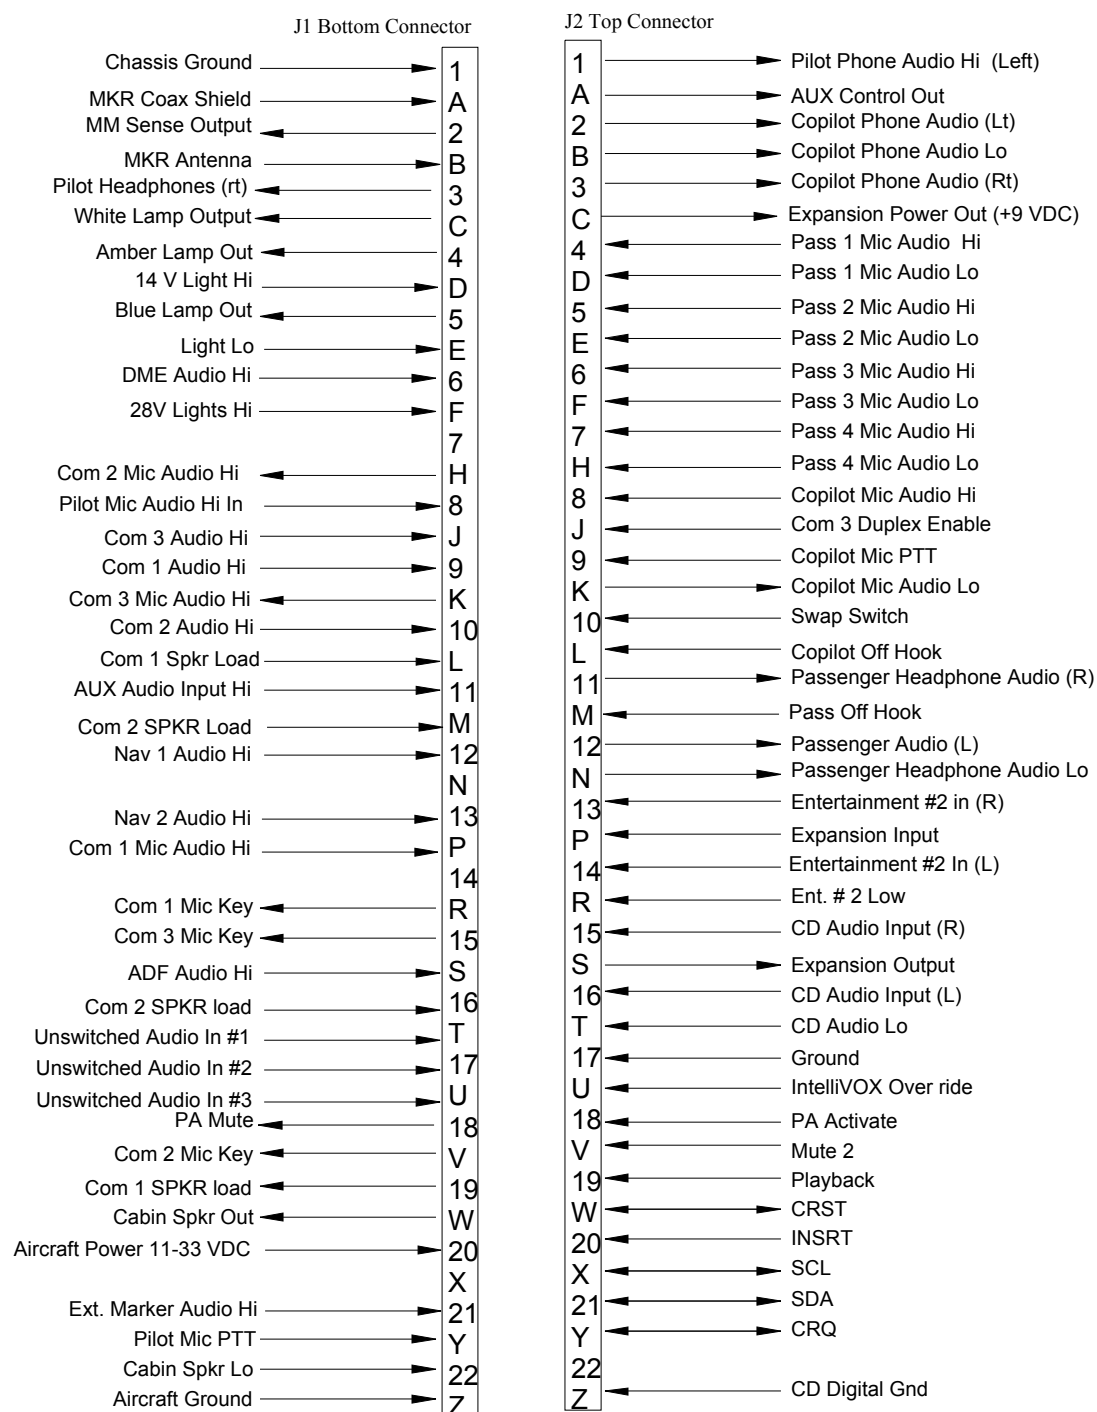 J1 Bottom Connector
Chassis Ground 1
MKR Coax Shield A
MM Sense Output 2
MKR Antenna B
Pilot Headphones (rt) 3
White Lamp Output C
Amber Lamp Out 4
14 V Light Hi D
Blue Lamp Out 5
Light Lo E
DME Audio Hi 6
28V Lights Hi F
7
Com 2 Mic Audio Hi H
Pilot Mic Audio Hi In 8
Com 3 Audio Hi J
Com 1 Audio Hi 9
Com 3 Mic Audio Hi K
Com 2 Audio Hi 10
Com 1 Spkr Load L
AUX Audio Input Hi 11
Com 2 SPKR Load M
Nav 1 Audio Hi 12
N
Nav 2 Audio Hi 13
Com 1 Mic Audio Hi P
14
Com 1 Mic Key R
Com 3 Mic Key 15
ADF Audio Hi S
Com 2 SPKR load 16
Unswitched Audio In #1 T
Unswitched Audio In #2 17
Unswitched Audio In #3 U
PA Mute 18
Com 2 Mic Key V
Com 1 SPKR load 19
Cabin Spkr Out W
Aircraft Power 11-33 VDC 20
X
Ext. Marker Audio Hi 21
Pilot Mic PTT Y
Cabin Spkr Lo 22
Aircraft Ground Z
J2 Top Connector
1 Pilot Phone Audio Hi (Left)
A AUX Control Out
2 Copilot Phone Audio (Lt)
B Copilot Phone Audio Lo
3 Copilot Phone Audio (Rt)
C Expansion Power Out (+9 VDC)
4 Pass 1 Mic Audio Hi
D Pass 1 Mic Audio Lo
5 Pass 2 Mic Audio Hi
E Pass 2 Mic Audio Lo
6 Pass 3 Mic Audio Hi
F Pass 3 Mic Audio Lo
7 Pass 4 Mic Audio Hi
H Pass 4 Mic Audio Lo
8 Copilot Mic Audio Hi
J Com 3 Duplex Enable
9 Copilot Mic PTT
K Copilot Mic Audio Lo
10 Swap Switch
L Copilot Off Hook
11 Passenger Headphone Audio (R)
M Pass Off Hook
12 Passenger Audio (L)
N Passenger Headphone Audio Lo
13 Entertainment #2 in (R)
P Expansion Input
14 Entertainment #2 In (L)
R Ent. # 2 Low
15 CD Audio Input (R)
S Expansion Output
16 CD Audio Input (L)
T CD Audio Lo
17 Ground
U IntelliVOX Over ride
18 PA Activate
V Mute 2
19 Playback
W CRST
20 INSRT
X SCL
21 SDA
Y CRQ
22
Z CD Digital Gnd